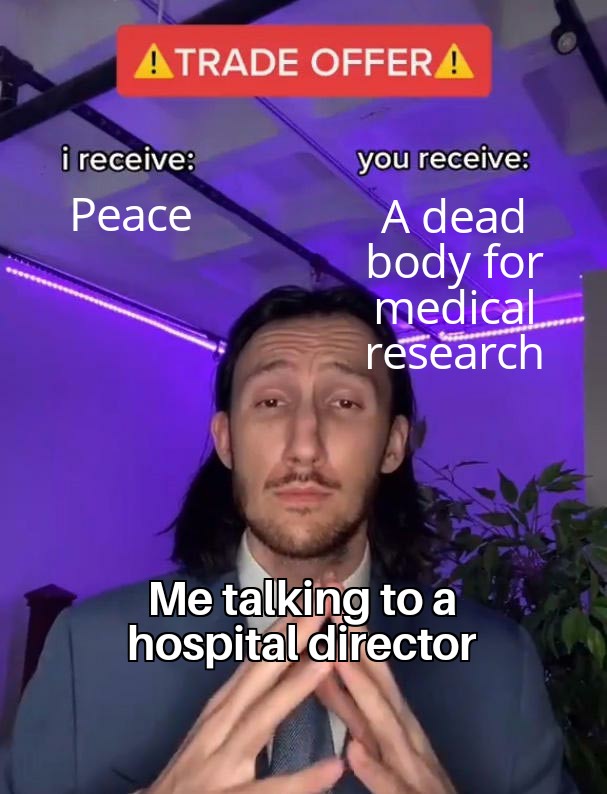 ⚠️TRADE OFFER⚠️
i receive:
you receive:
Peace
A dead
body for
medical
research
Me talking to a
hospital director